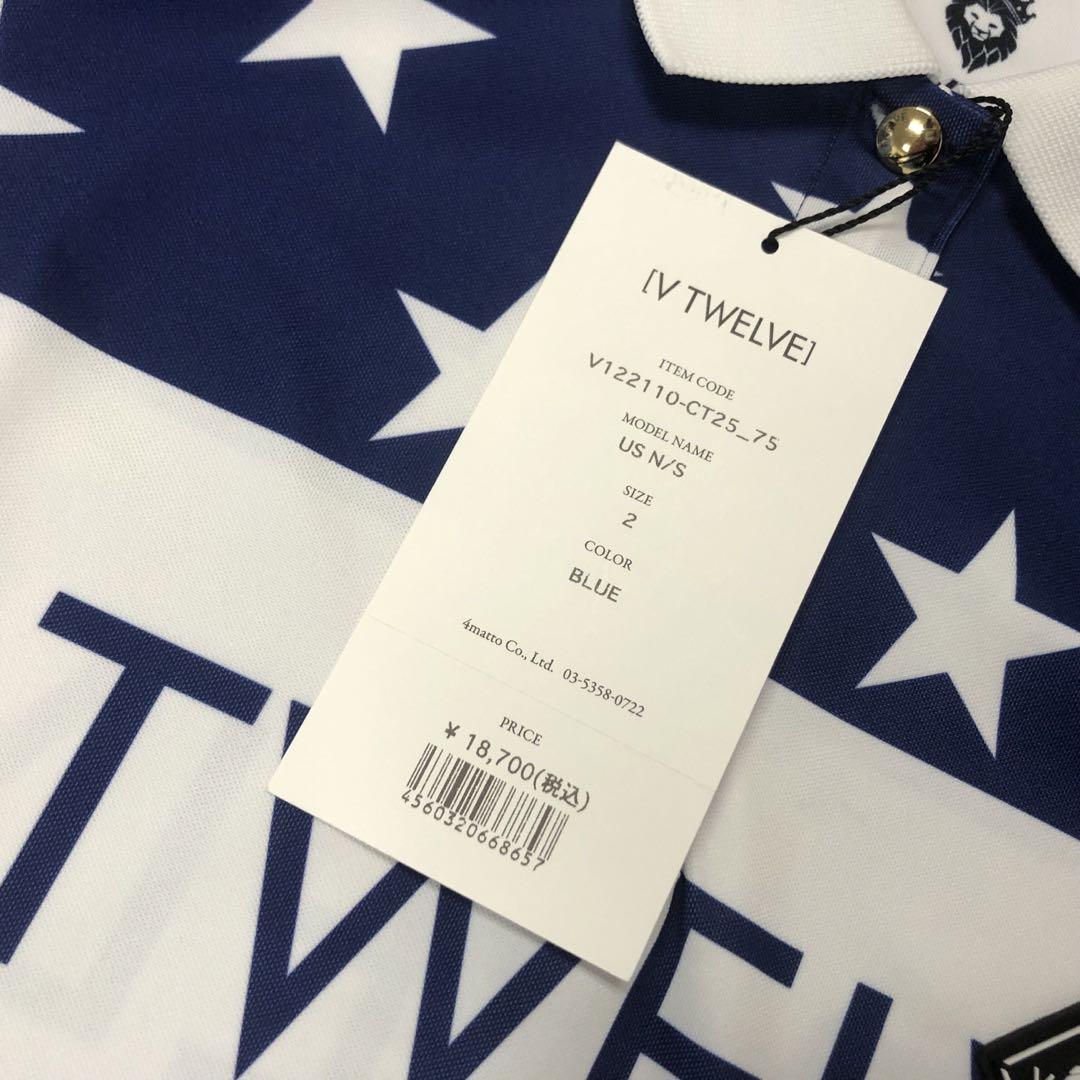 [V TWELVE]
ITEM CODE
V122110-CT25_75
MODEL NAME
US N/S
SIZE
2
COLOR
BLUE
4matto Co., Ltd. 03-5358-0722
PRICE
¥ 18,700(税込)
4560320668657
TWEL